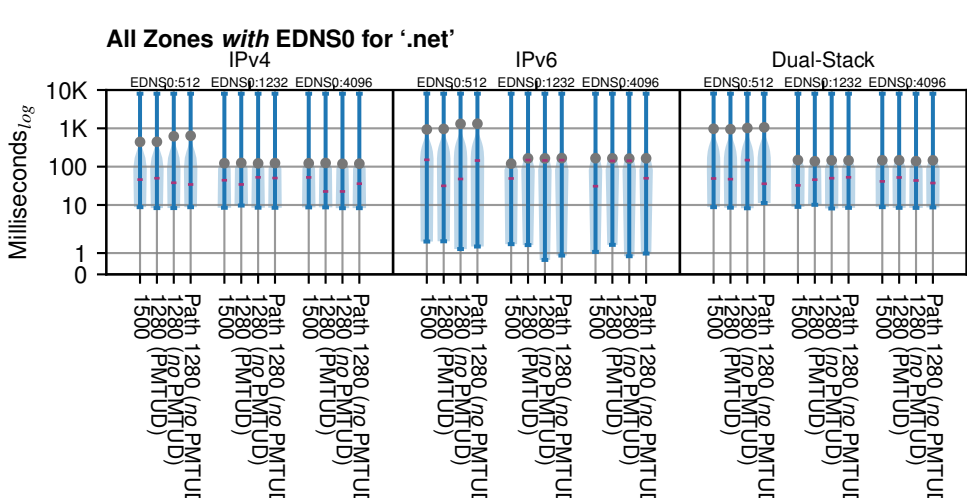 All Zones with EDNS0 for ‘.net’
IPv4
IPv6
Dual-Stack
EDNS0:512
EDNS0:1232
EDNS0:4096
EDNS0:512
EDNS0:1232
EDNS0:4096
EDNS0:512
EDNS0:1232
EDNS0:4096
Milliseconds log
10K
1K
100
10
1
0
1500
1280 (PMTUD)
1280 (no PMTUD)
Path 1280 (no PMTUD
1500
1280 (PMTUD)
1280 (no PMTUD)
Path 1280 (no PMTUD
1500
1280 (PMTUD)
1280 (no PMTUD)
Path 1280 (no PMTUD
1500
1280 (PMTUD)
1280 (no PMTUD)
Path 1280 (no PMTUD
1500
1280 (PMTUD)
1280 (no PMTUD)
Path 1280 (no PMTUD
1500
1280 (PMTUD)
1280 (no PMTUD)
Path 1280 (no PMTUD
1500
1280 (PMTUD)
1280 (no PMTUD)
Path 1280 (no PMTUD
1500
1280 (PMTUD)
1280 (no PMTUD)
Path 1280 (no PMTUD
1500
1280 (PMTUD)
1280 (no PMTUD)
Path 1280 (no PMTUD